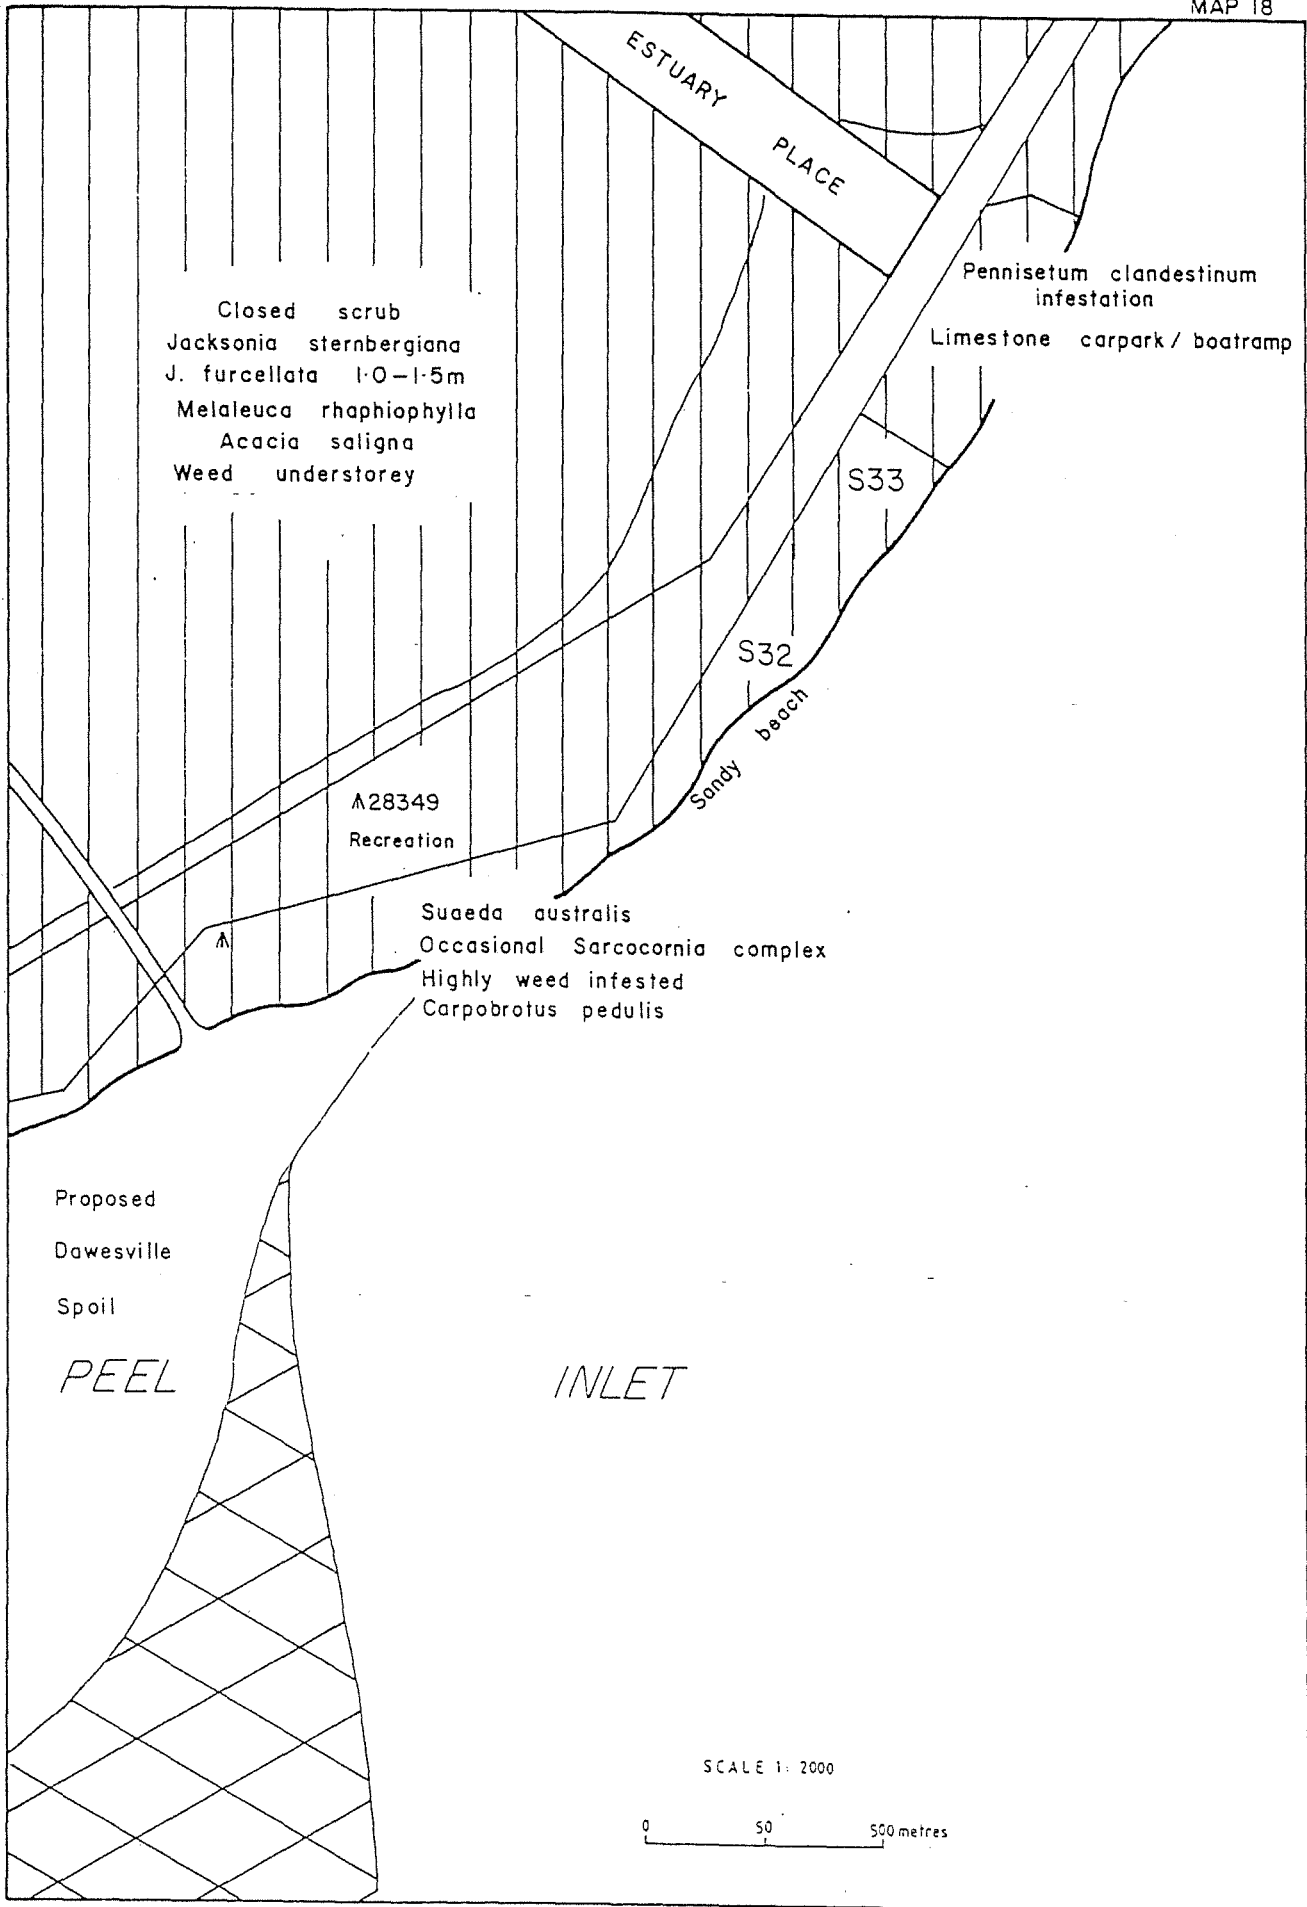 MAP 18
ESTUARY PLACE
Closed scrub
Jacksonia sternbergiana
J. furcellata 1·0–1·5m
Melaleuca rhaphiophylla
Acacia saligna
Weed understorey
Pennisetum clandestinum
infestation
Limestone carpark / boatramp
S33
S32
Sandy beach
28349
Recreation
Suaeda australis
Occasional Sarcocornia complex
Highly weed infested
Carpobrotus pedulis
Proposed
Dawesville
Spoil
PEEL INLET
SCALE 1: 2000
0 50 500 metres